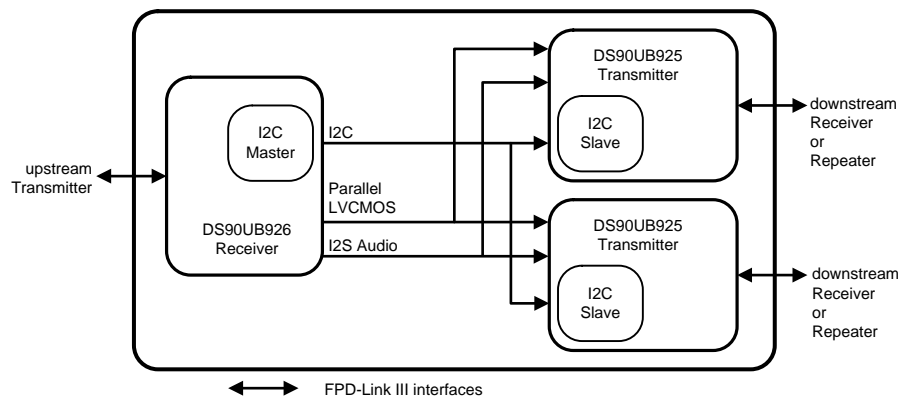 upstream
Transmitter
I2C
Master
DS90UB926
Receiver
I2C
Parallel
LVCMOS
I2S Audio
DS90UB925
Transmitter
I2C
Slave
downstream
Receiver
or
Repeater
DS90UB925
Transmitter
I2C
Slave
downstream
Receiver
or
Repeater
FPD-Link III interfaces